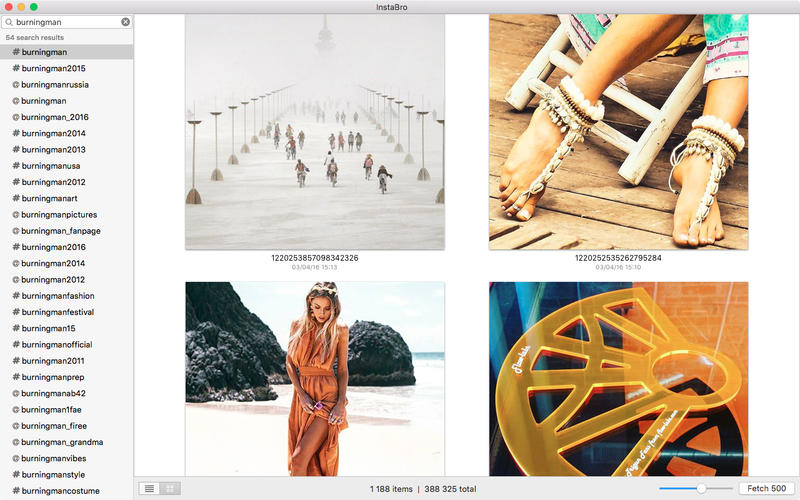 InstaBro
burningman
54 search results
# burningman
# burningman2015
@ burningmanrussia
@ burningman
@ burningman_2016
# burningman2014
# burningman2013
# burningmanusa
# burningman2012
# burningmanart
@ burningmanpictures
@ burningman_fanpage
# burningman2016
@ burningman2014
@ burningman2012
# burningmanfashion
# burningmanfestival
# burningman15
# burningmanofficial
# burningman2011
# burningmanprep
@ burningmanab42
@ burningman1fae
@ burningman_firee
@ burningman_grandma
@ burningmanvibes
# burningmanstyle
# burningmancostume
1220253857098342326
03/04/16 15:13
1220252535262795284
03/04/16 15:10
1 188 items | 388 325 total
Fetch 500